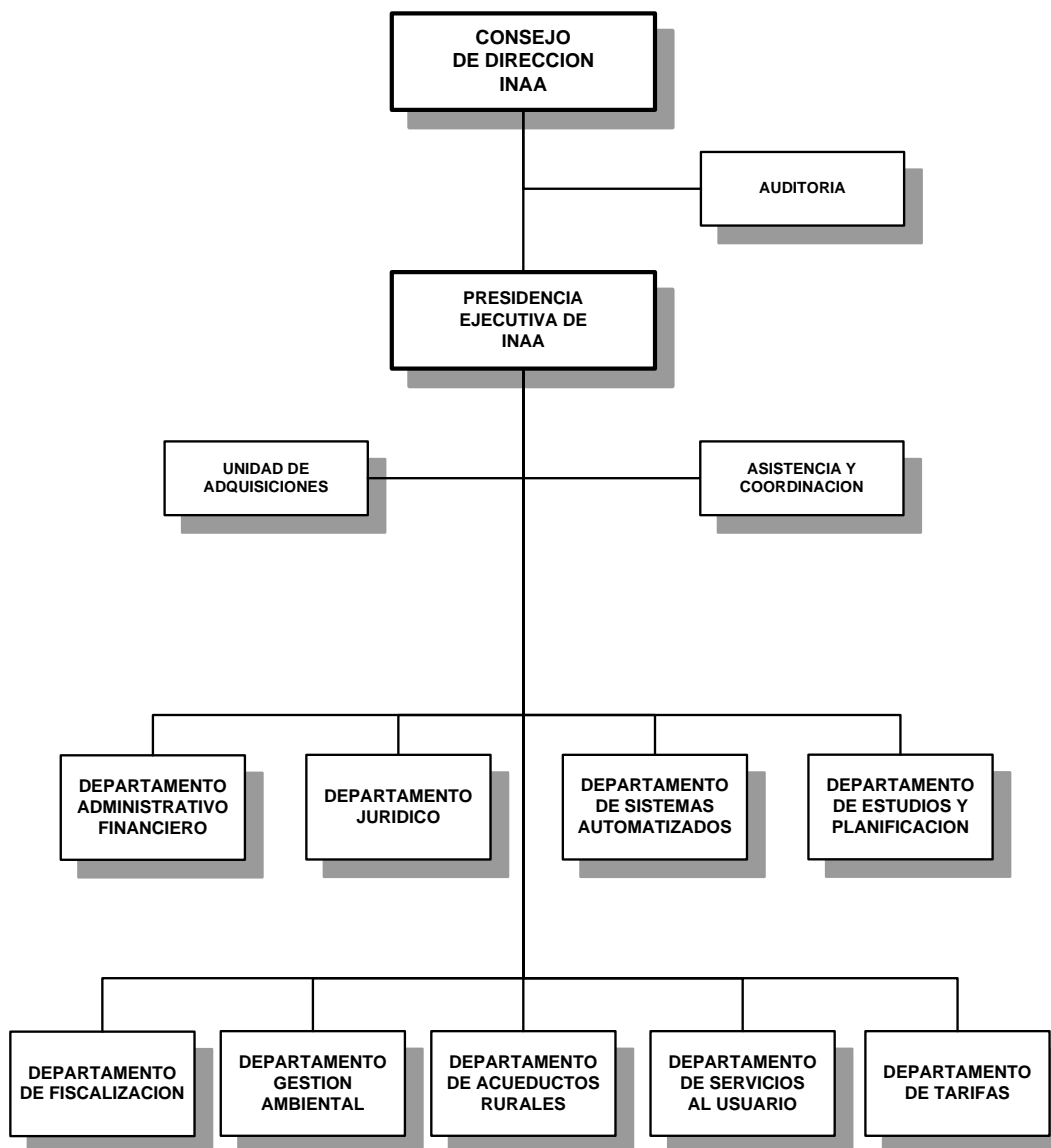 CONSEJO
DE DIRECCION
INAA
AUDITORIA
PRESIDENCIA
EJECUTIVA DE
INAA
UNIDAD DE
ADQUISICIONES
ASISTENCIA Y
COORDINACION
DEPARTAMENTO
ADMINISTRATIVO
FINANCIERO
DEPARTAMENTO
JURIDICO
DEPARTAMENTO
DE SISTEMAS
AUTOMATIZADOS
DEPARTAMENTO
DE ESTUDIOS Y
PLANIFICACION
DEPARTAMENTO
DE FISCALIZACION
DEPARTAMENTO
GESTION
AMBIENTAL
DEPARTAMENTO
DE ACUEDUCTOS
RURALES
DEPARTAMENTO
DE SERVICIOS
AL USUARIO
DEPARTAMENTO
DE TARIFAS